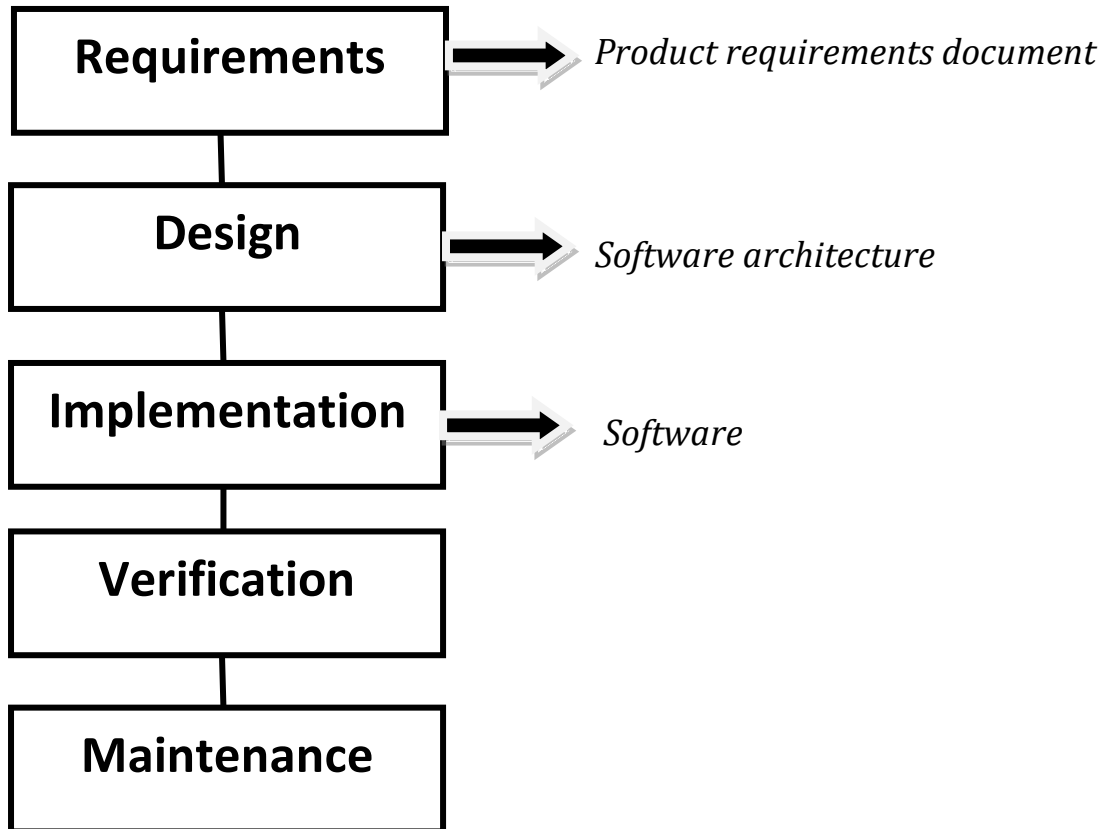 Requirements
Product requirements document
Design
Software architecture
Implementation
Software
Verification
Maintenance